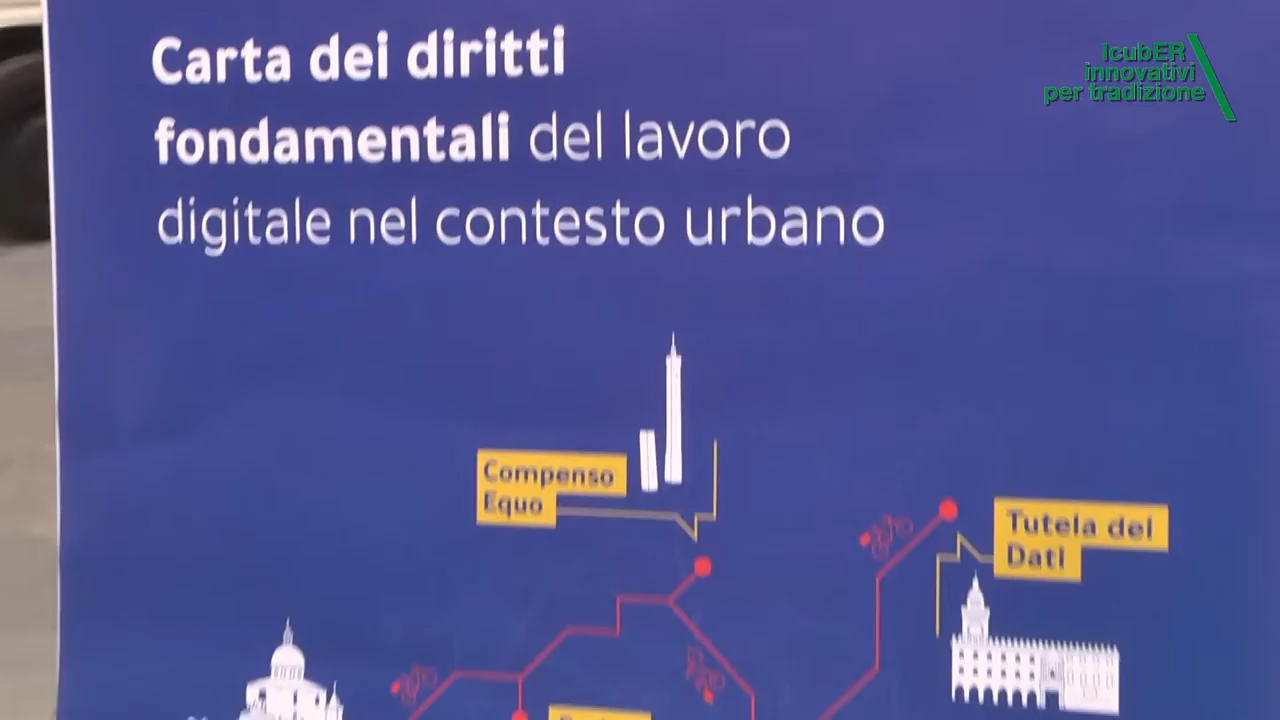 Carta dei diritti
fondamentali del lavoro
digitale nel contesto urbano
IcubER
innovativi
per tradizione
Compenso
Equo
Tutela dei
Dati